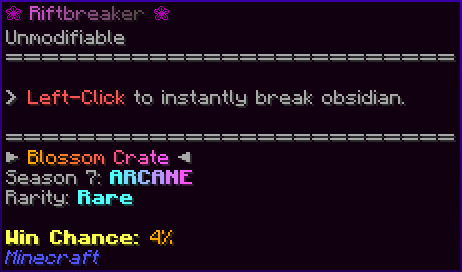 ❀ Riftbreaker ❀
Unmodifiable
==============================
> Left-Click to instantly break obsidian.
==============================
► Blossom Crate ◄
Season 7: ARCANE
Rarity: Rare
Win Chance: 4%
Minecraft